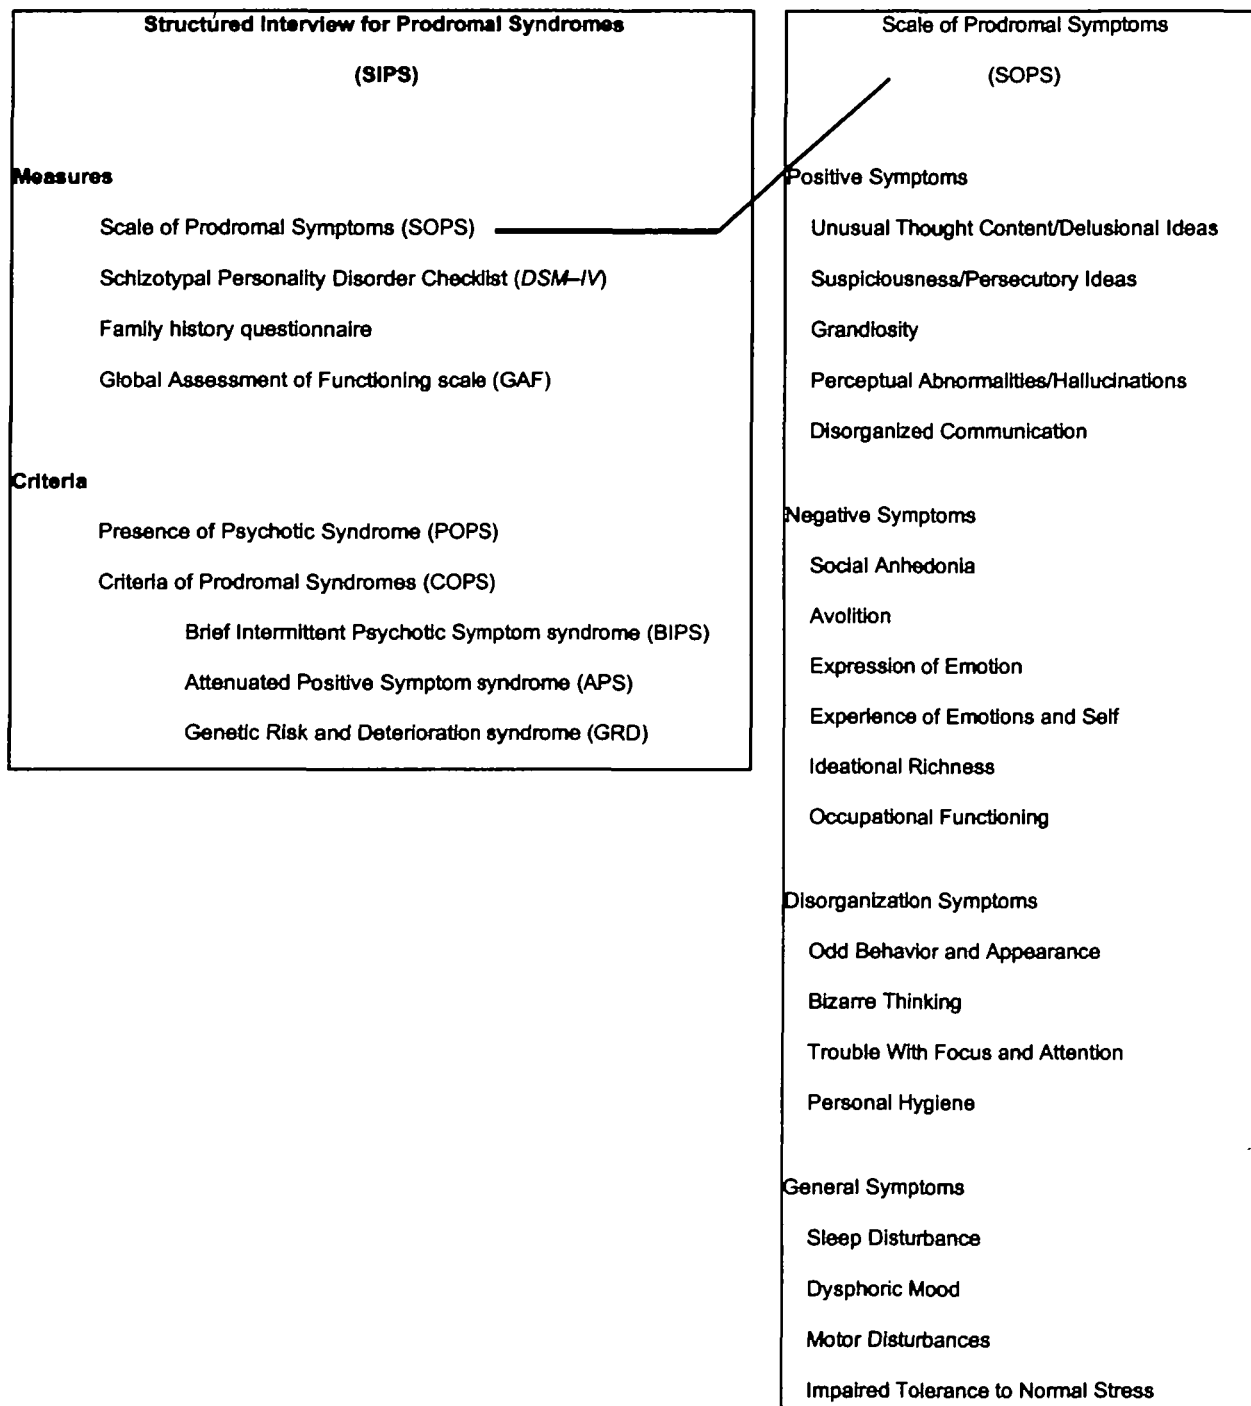 Structured Interview for Prodromal Syndromes
(SIPS)
Measures
Scale of Prodromal Symptoms (SOPS)
Schizotypal Personality Disorder Checklist (DSM–IV)
Family history questionnaire
Global Assessment of Functioning scale (GAF)
Criteria
Presence of Psychotic Syndrome (POPS)
Criteria of Prodromal Syndromes (COPS)
Brief Intermittent Psychotic Symptom syndrome (BIPS)
Attenuated Positive Symptom syndrome (APS)
Genetic Risk and Deterioration syndrome (GRD)
Scale of Prodromal Symptoms
(SOPS)
Positive Symptoms
Unusual Thought Content/Delusional Ideas
Suspiciousness/Persecutory Ideas
Grandiosity
Perceptual Abnormalities/Hallucinations
Disorganized Communication
Negative Symptoms
Social Anhedonia
Avolition
Expression of Emotion
Experience of Emotions and Self
Ideational Richness
Occupational Functioning
Disorganization Symptoms
Odd Behavior and Appearance
Bizarre Thinking
Trouble With Focus and Attention
Personal Hygiene
General Symptoms
Sleep Disturbance
Dysphoric Mood
Motor Disturbances
Impaired Tolerance to Normal Stress